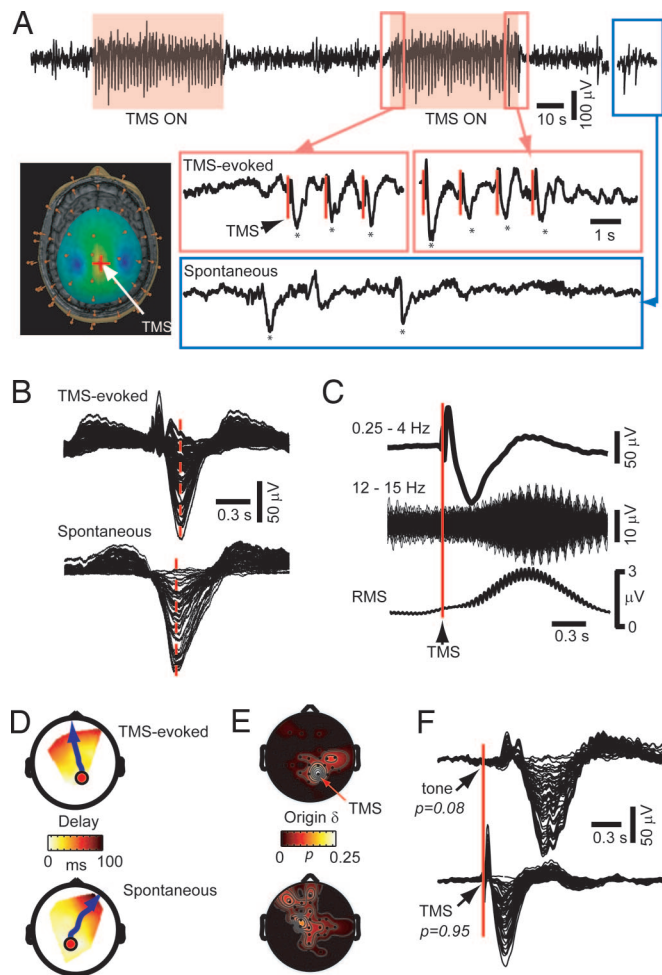 A
TMS ON
TMS ON
10 s
100 µV
TMS-evoked
TMS
* * *
* * * *
1 s
TMS
Spontaneous
* *
B
TMS-evoked
0.3 s
50 µV
Spontaneous
C
0.25 - 4 Hz
50 µV
12 - 15 Hz
10 µV
RMS
3
µV
0
0.3 s
TMS
D
TMS-evoked
Delay
0 ms 100
Spontaneous
E
TMS
Origin δ
0 P 0.25
F
tone
p=0.08
0.3 s
50 µV
TMS
p=0.95